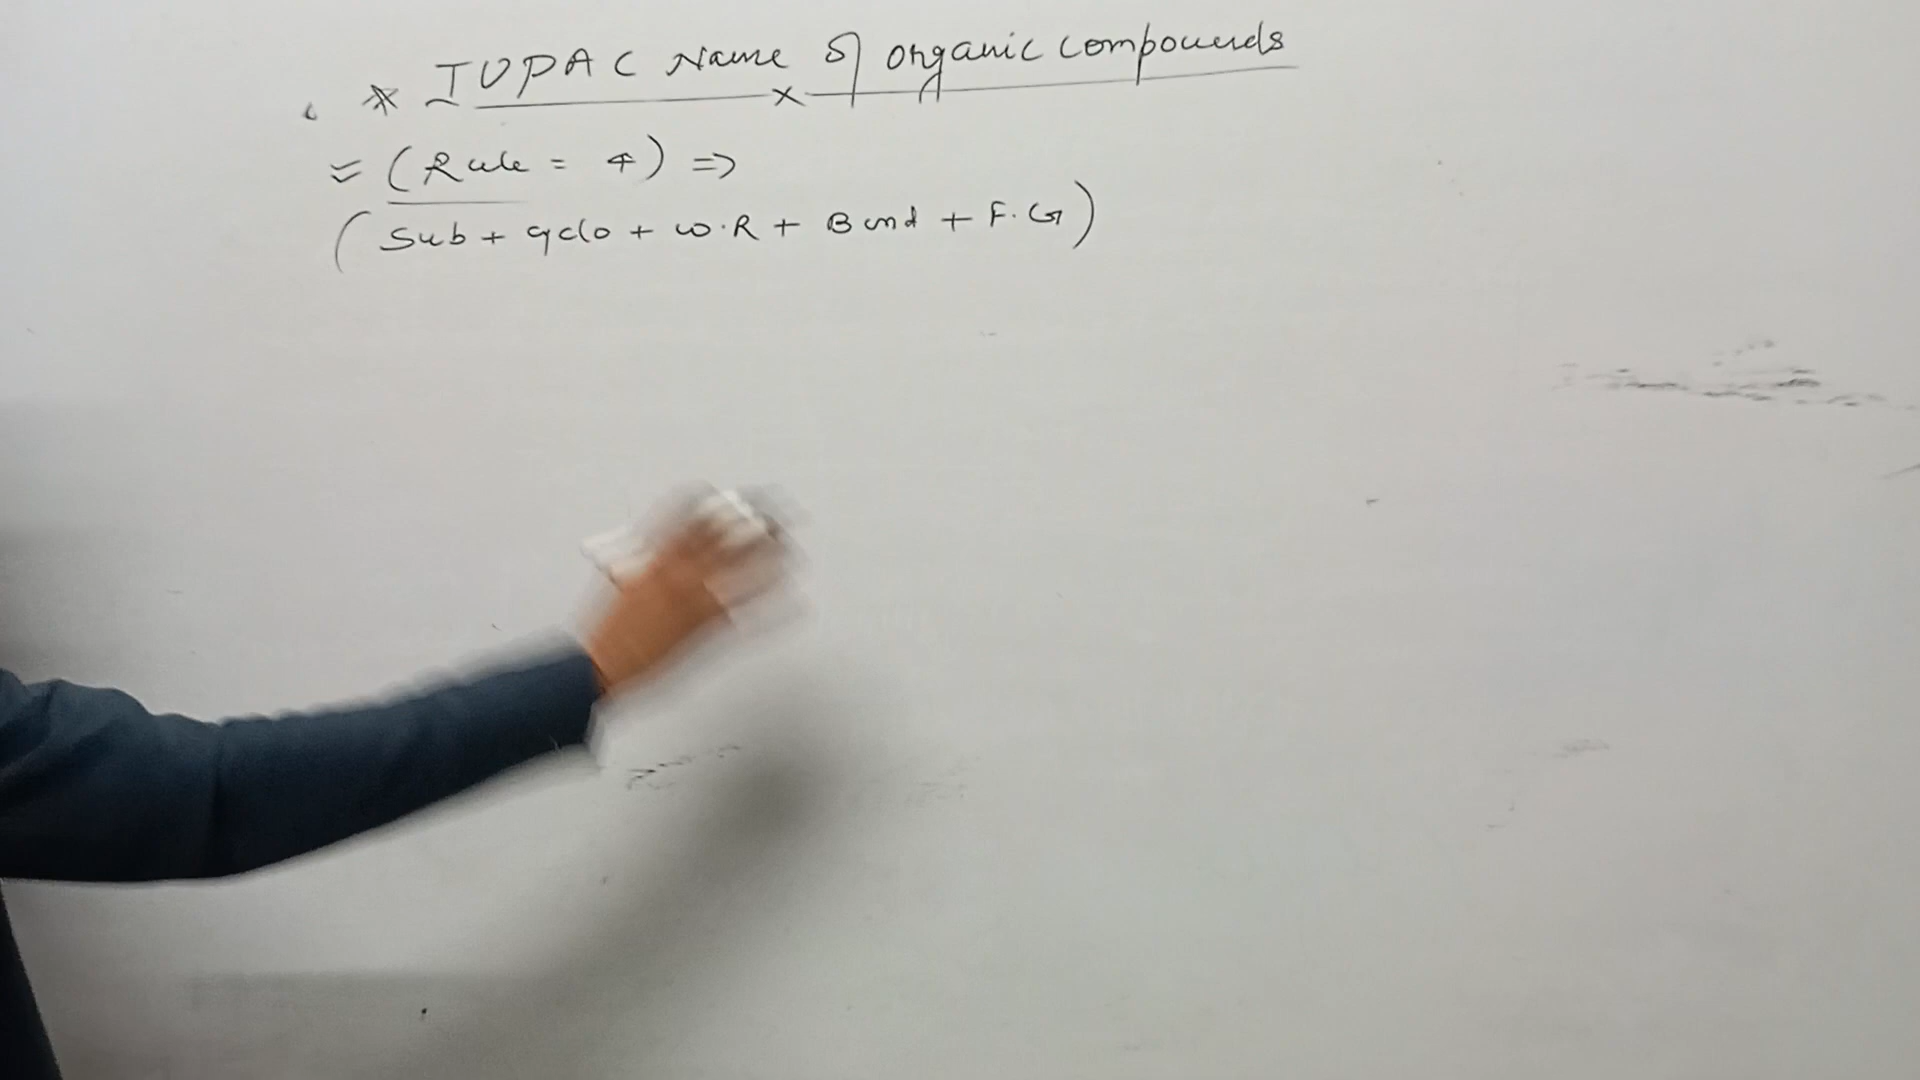 * IUPAC Name of organic compounds
= (Rule = 4) =>
(Sub + cyclo + W.R + Bond + F.G)